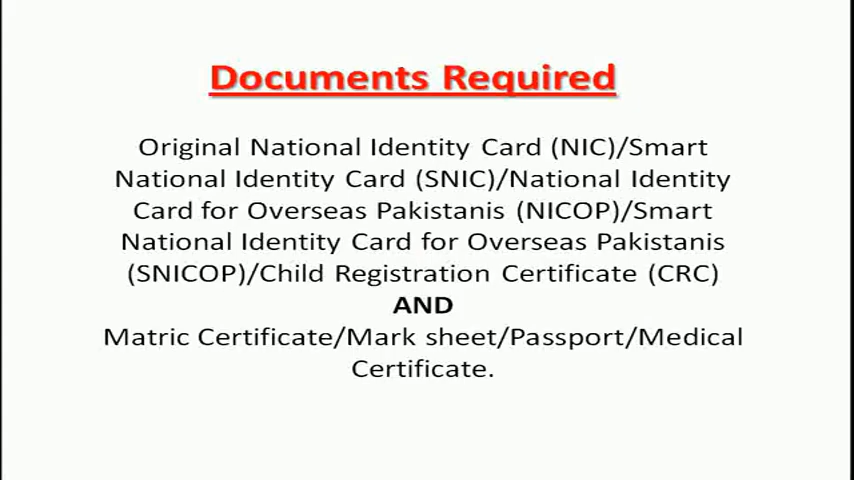 Documents Required
Original National Identity Card (NIC)/Smart
National Identity Card (SNIC)/National Identity
Card for Overseas Pakistanis (NICOP)/Smart
National Identity Card for Overseas Pakistanis
(SNICOP)/Child Registration Certificate (CRC)
AND
Matric Certificate/Mark sheet/Passport/Medical
Certificate.